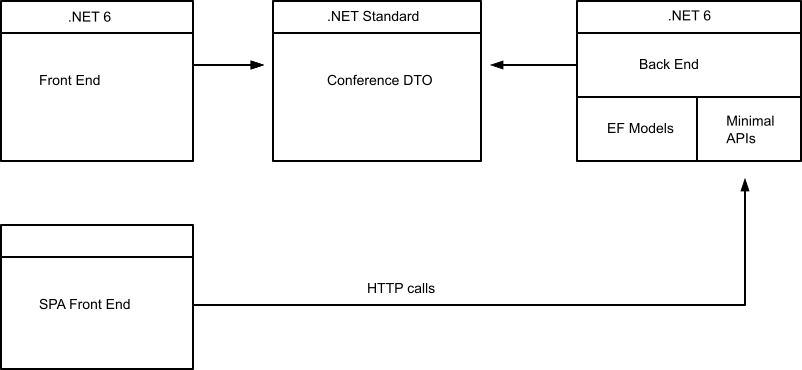 .NET 6
Front End
.NET Standard
Conference DTO
.NET 6
Back End
EF Models
Minimal
APIs
SPA Front End
HTTP calls